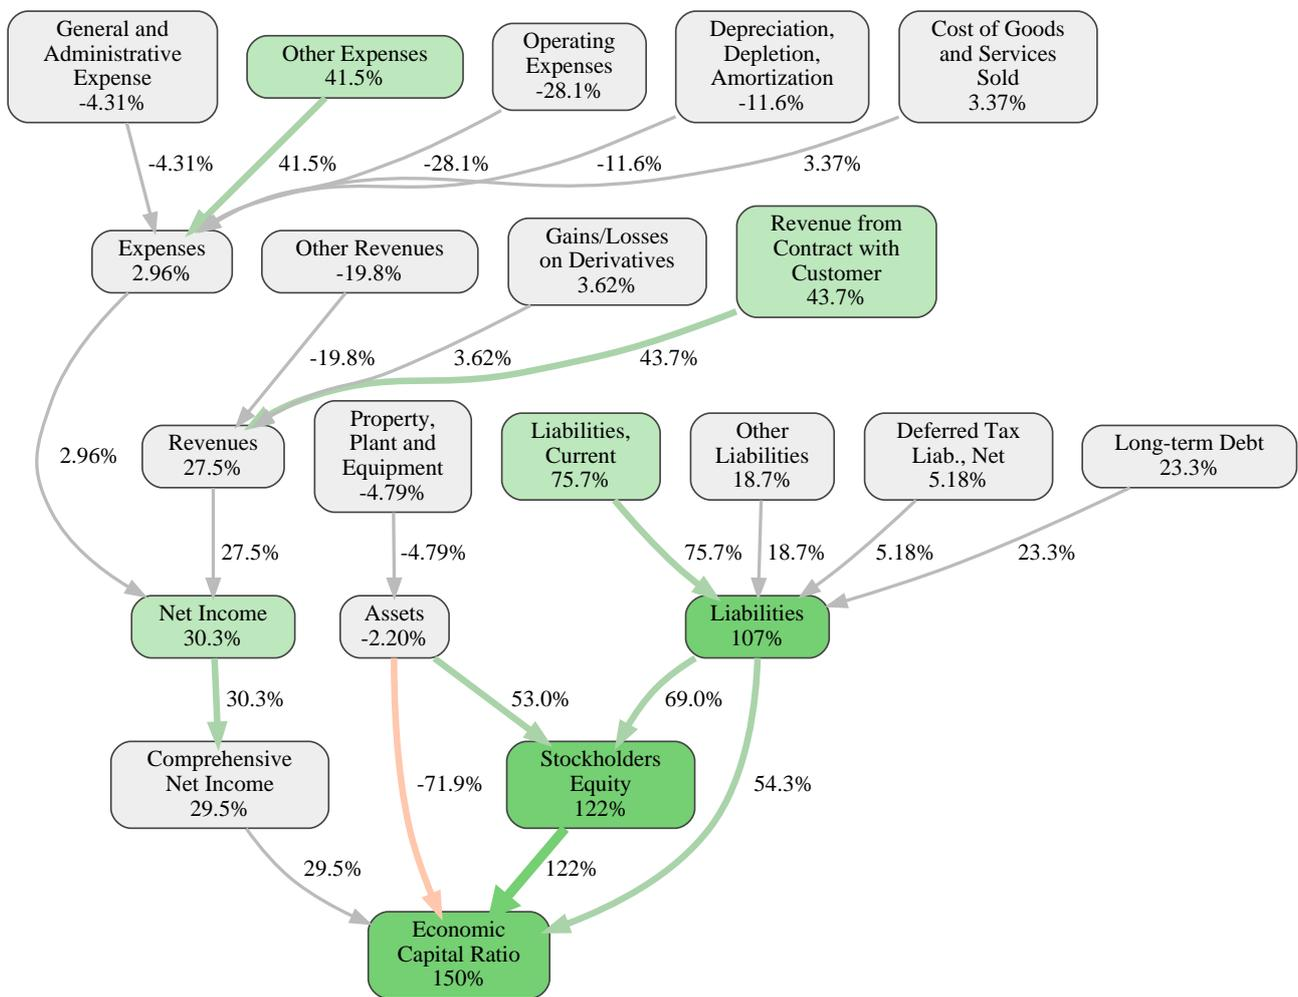 General and
Administrative
Expense
-4.31%
Other Expenses
41.5%
Operating
Expenses
-28.1%
Depreciation,
Depletion,
Amortization
-11.6%
Cost of Goods
and Services
Sold
3.37%
-4.31%
41.5%
-28.1%
-11.6%
3.37%
Expenses
2.96%
Other Revenues
-19.8%
Gains/Losses
on Derivatives
3.62%
Revenue from
Contract with
Customer
43.7%
-19.8%
3.62%
43.7%
2.96%
Revenues
27.5%
Property,
Plant and
Equipment
-4.79%
Liabilities,
Current
75.7%
Other
Liabilities
18.7%
Deferred Tax
Liab., Net
5.18%
Long-term Debt
23.3%
27.5%
-4.79%
75.7%
18.7%
5.18%
23.3%
Net Income
30.3%
Assets
-2.20%
Liabilities
107%
30.3%
53.0%
69.0%
Comprehensive
Net Income
29.5%
-71.9%
Stockholders
Equity
122%
54.3%
29.5%
122%
Economic
Capital Ratio
150%